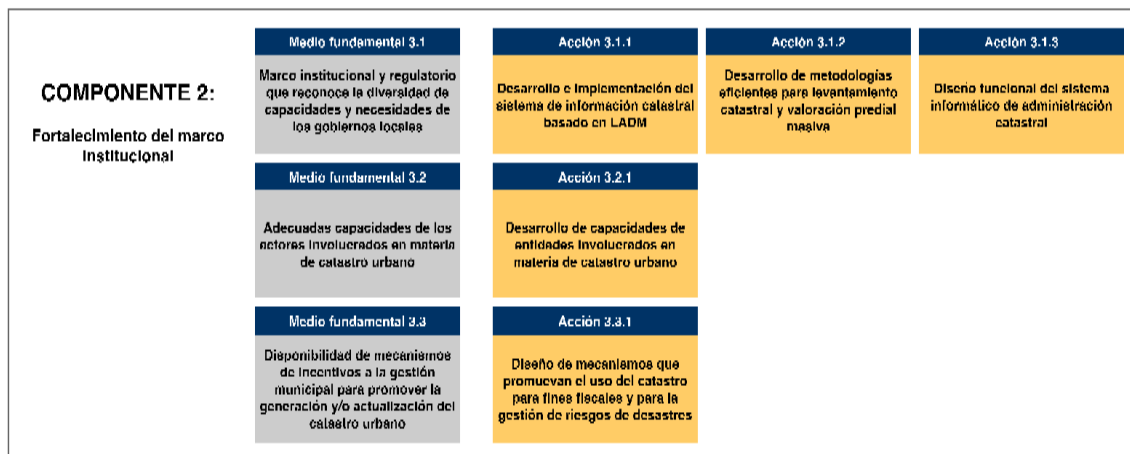 COMPONENTE 2:
Fortalecimiento del marco
institucional
Medio fundamental 3.1
Marco institucional y regulatorio
que reconoce la diversidad de
capacidades y necesidades de
los gobiernos locales
Acción 3.1.1
Desarrollo e implementación del
sistema de información catastral
basado en LADM
Acción 3.1.2
Desarrollo de metodologías
eficientes para levantamiento
catastral y valoración predial
masiva
Acción 3.1.3
Diseño funcional del sistema
informático de administración
catastral
Medio fundamental 3.2
Adecuadas capacidades de los
actores involucrados en materia
de catastro urbano
Acción 3.2.1
Desarrollo de capacidades de
entidades involucrados en
materia de catastro urbano
Medio fundamental 3.3
Disponibilidad de mecanismos
de incentivos a la gestión
municipal para promover la
generación y/o actualización del
catastro urbano
Acción 3.3.1
Diseño de mecanismos que
promuevan el uso del catastro
para fines fiscales y para la
gestión de riesgos de desastres